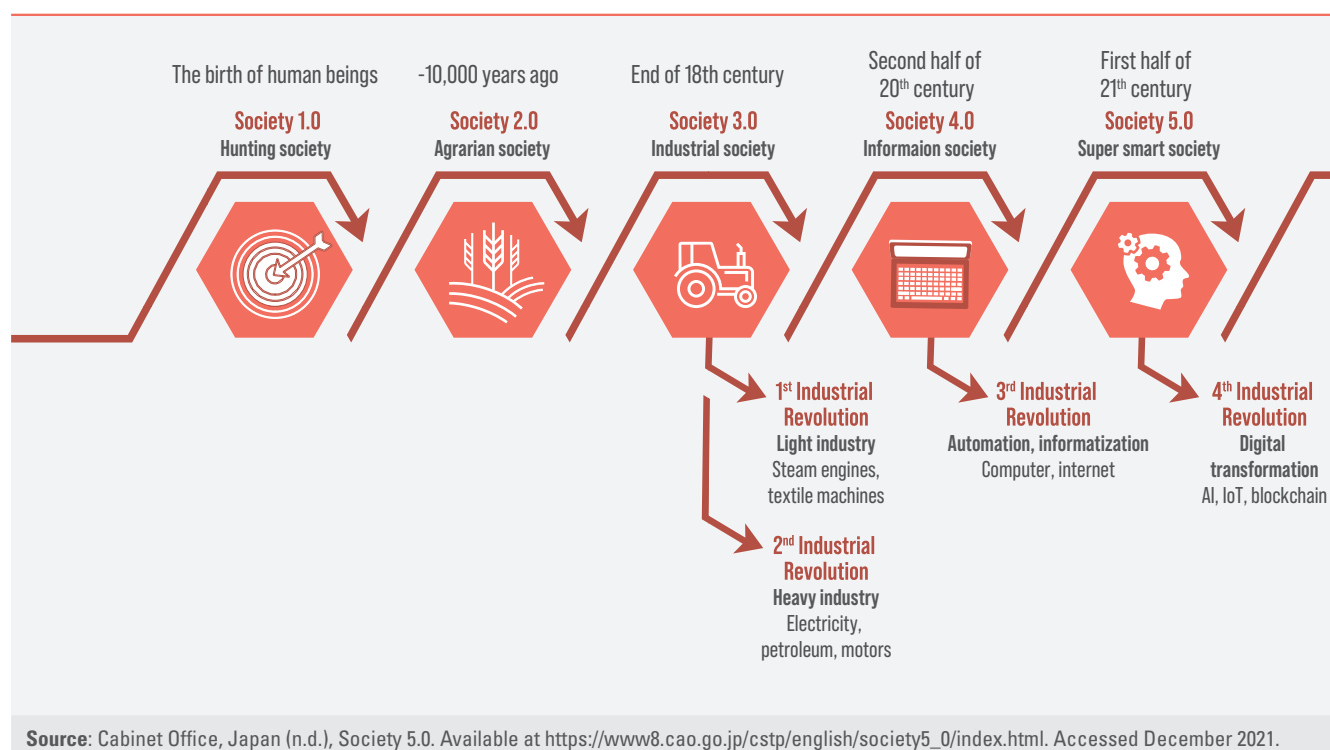 The birth of human beings
Society 1.0
Hunting society
-10,000 years ago
Society 2.0
Agrarian society
End of 18th century
Society 3.0
Industrial society
Second half of
20th century
Society 4.0
Informaion society
First half of
21th century
Society 5.0
Super smart society
1st Industrial
Revolution
Light industry
Steam engines,
textile machines
2nd Industrial
Revolution
Heavy industry
Electricity,
petroleum, motors
3rd Industrial
Revolution
Automation, informatization
Computer, internet
4th Industrial
Revolution
Digital
transformation
AI, IoT, blockchain
Source: Cabinet Office, Japan (n.d.), Society 5.0. Available at https://www8.cao.go.jp/cstp/english/society5_0/index.html. Accessed December 2021.